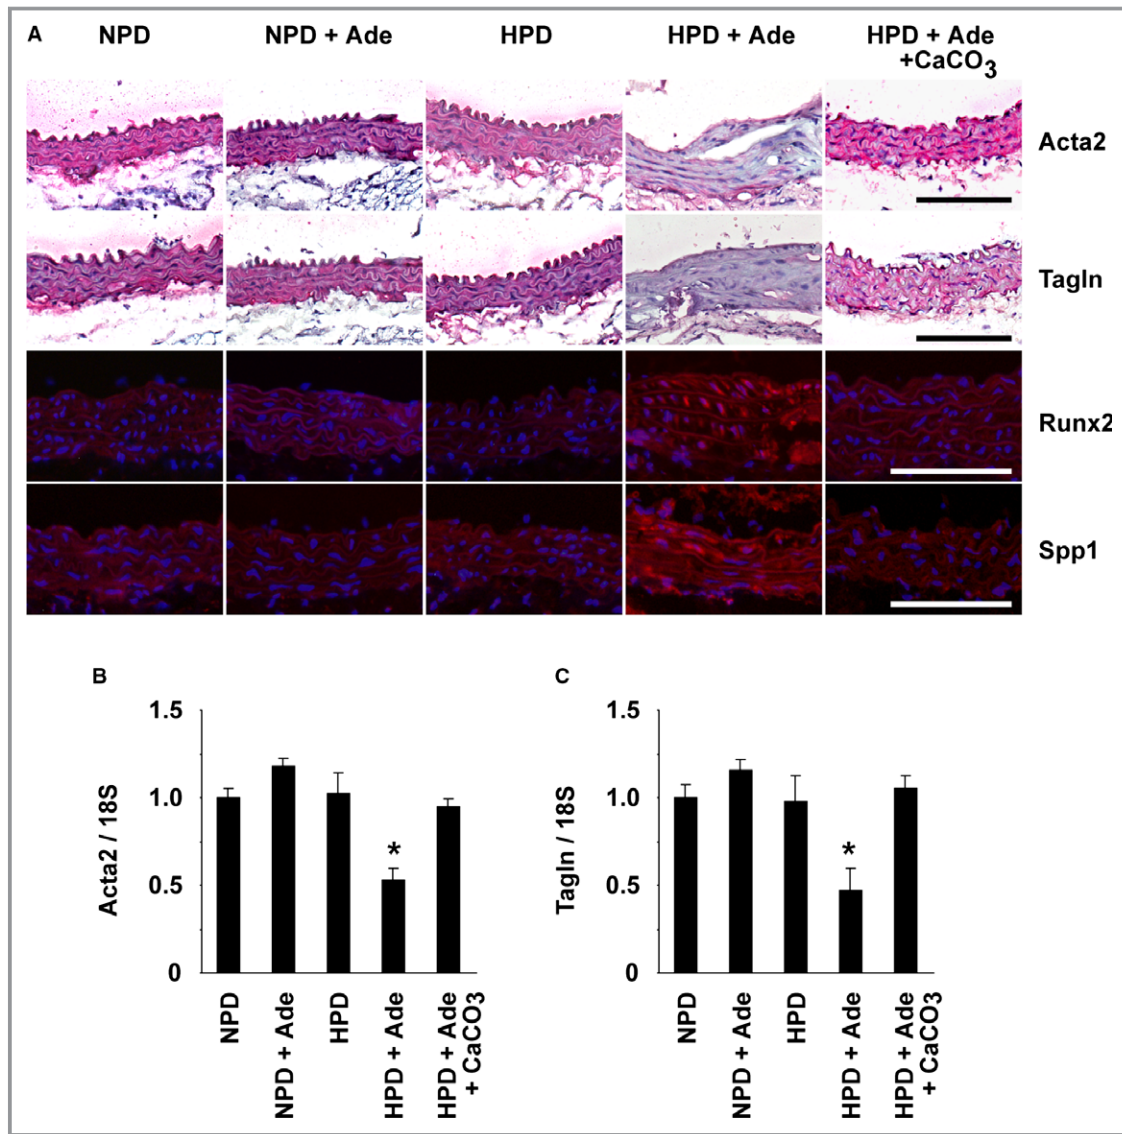 A
NPD
NPD + Ade
HPD
HPD + Ade
HPD + Ade
+CaCO3
Acta2
Tagln
Runx2
Spp1
B
Acta2 / 18S
1.5
1.0
0.5
0
*
NPD
NPD + Ade
HPD
HPD + Ade
HPD + Ade
+ CaCO3
C
Tagln / 18S
1.5
1.0
0.5
0
*
NPD
NPD + Ade
HPD
HPD + Ade
HPD + Ade
+ CaCO3